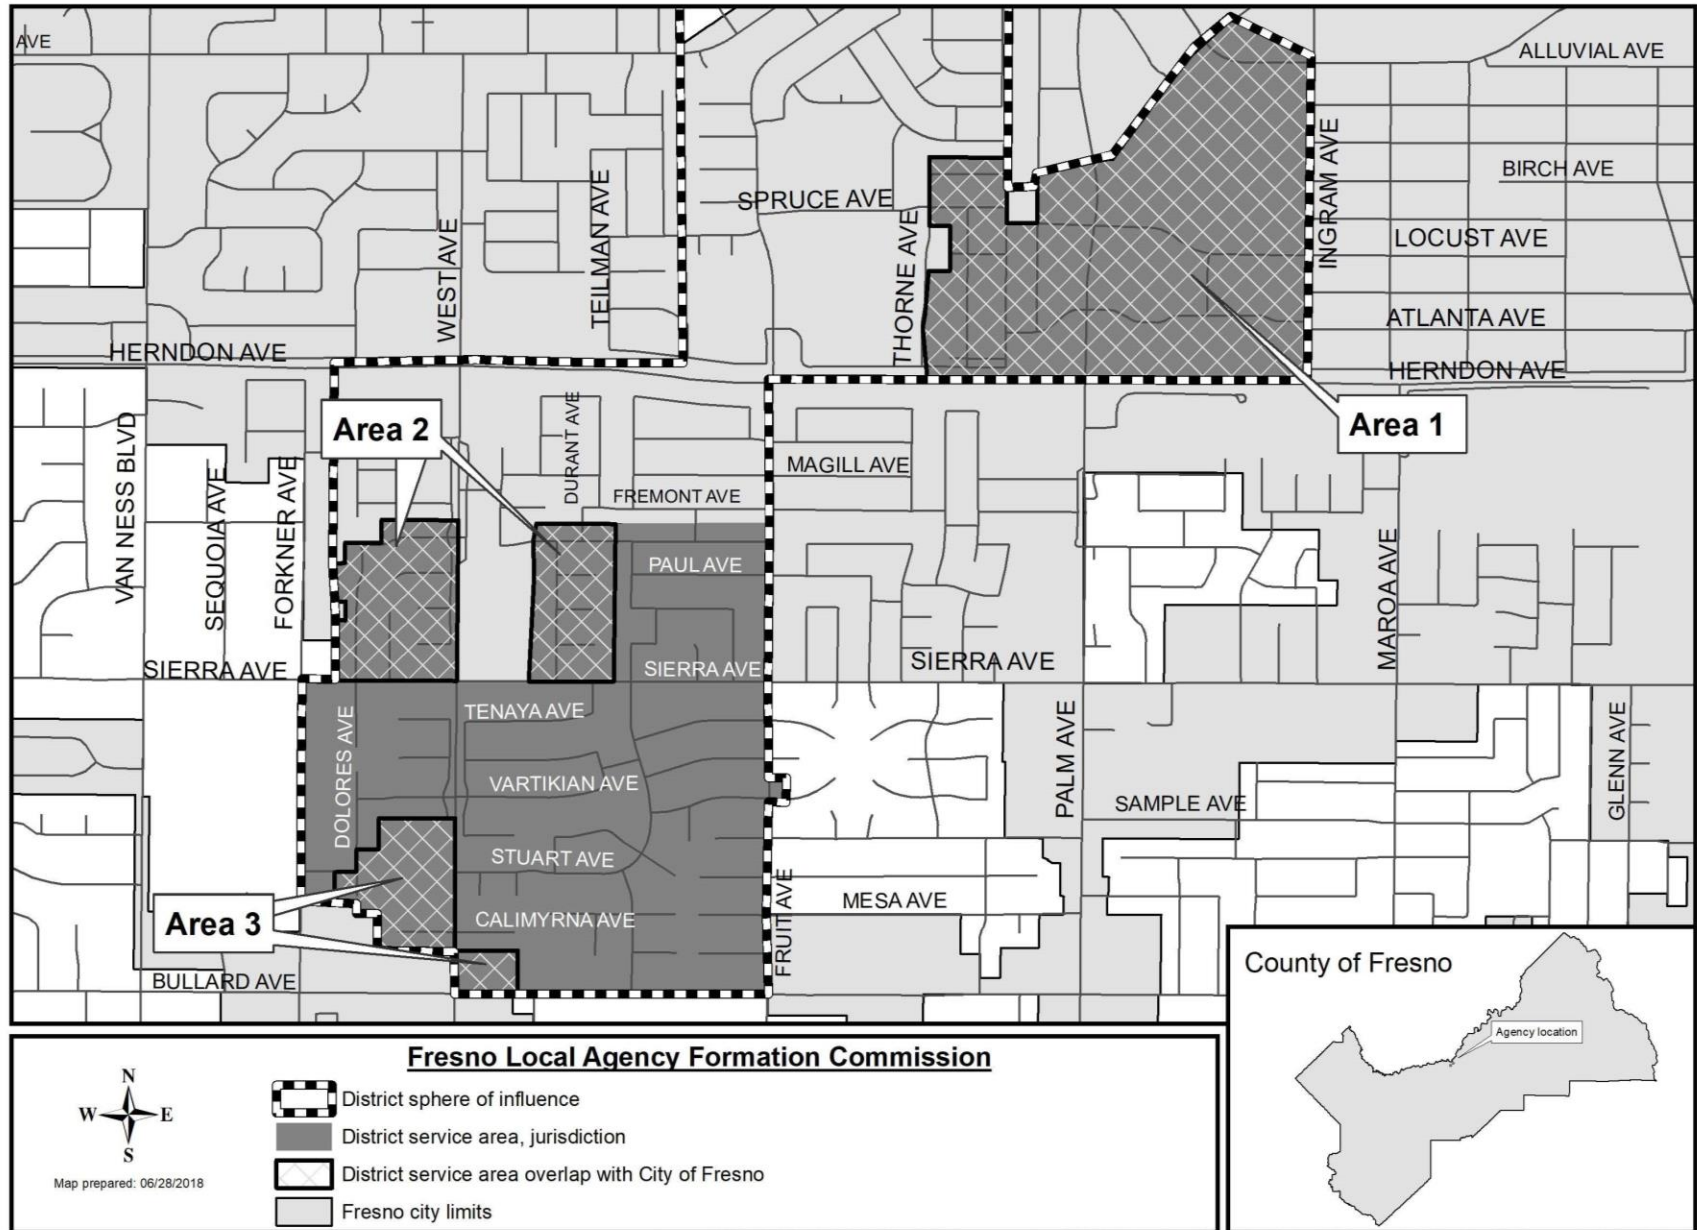 AVE
ALLUVIAL AVE
BIRCH AVE
SPRUCE AVE
LOCUST AVE
INGRAM AVE
THORNE AVE
TEILMAN AVE
WEST AVE
ATLANTA AVE
HERNDON AVE
HERNDON AVE
Area 2
Area 1
DURANT AVE
MAGILL AVE
FREMONT AVE
VAN NESS BLVD
SEQUOIA AVE
FORKNER AVE
PAUL AVE
MAROA AVE
SIERRA AVE
SIERRA AVE
SIERRA AVE
TENAYA AVE
DOLORES AVE
VARTIKIAN AVE
PALM AVE
SAMPLE AVE
GLENN AVE
STUART AVE
MESA AVE
Area 3
CALIMYRNA AVE
FRUIT AVE
BULLARD AVE
County of Fresno
Agency location
Fresno Local Agency Formation Commission
N
W E
S
Map prepared: 06/28/2018
District sphere of influence
District service area, jurisdiction
District service area overlap with City of Fresno
Fresno city limits